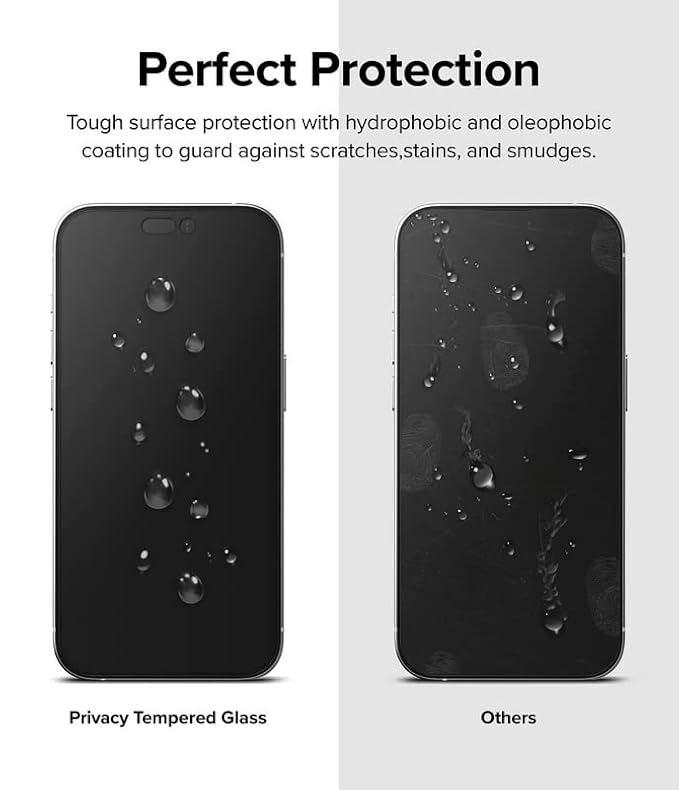 Perfect Protection
Tough surface protection with hydrophobic and oleophobic
coating to guard against scratches,stains, and smudges.
Privacy Tempered Glass
Others